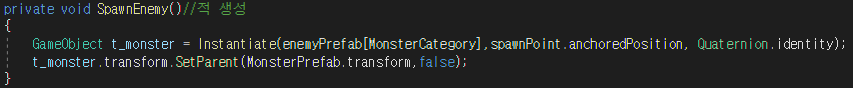 private void SpawnEnemy()//적 생성
{
GameObject t_monster = Instantiate(enemyPrefab[MonsterCategory],spawnPoint.anchoredPosition, Quaternion.identity);
t_monster.transform.SetParent(MonsterPrefab.transform,false);
}